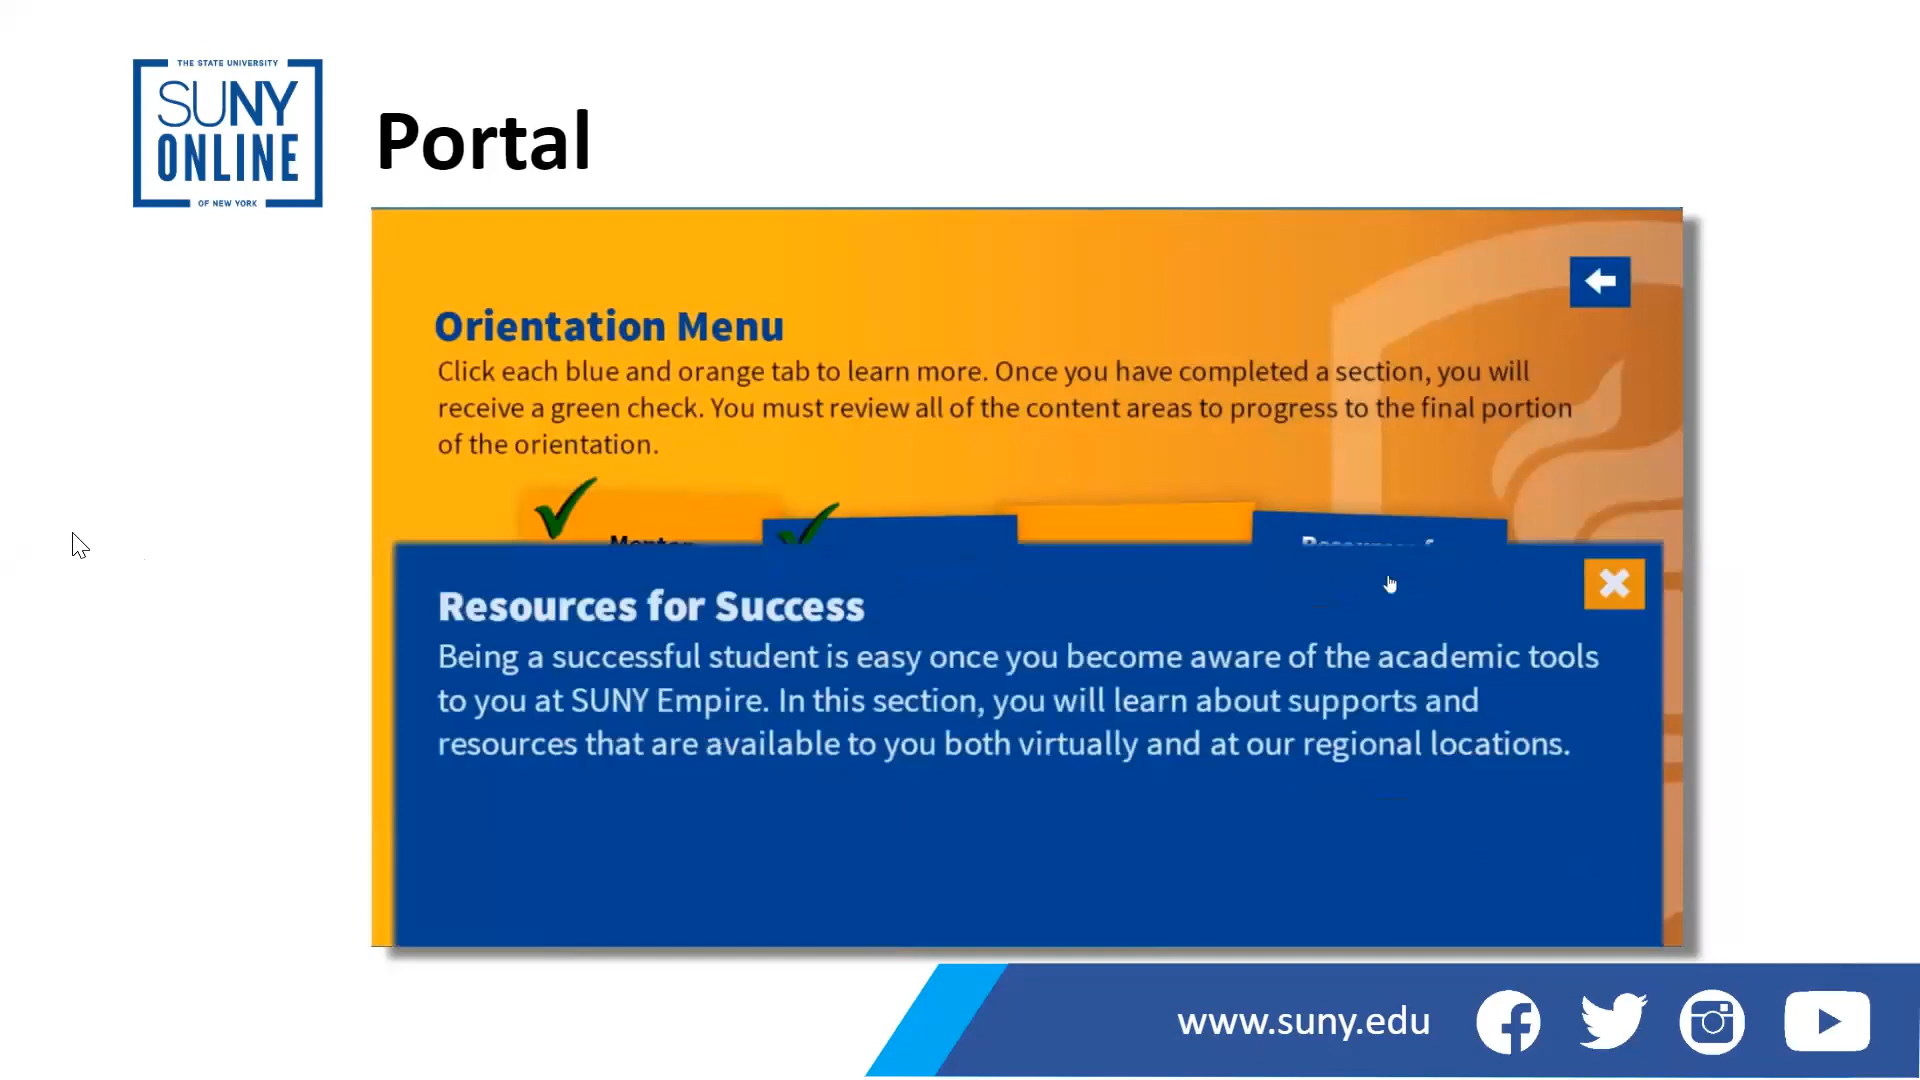 THE STATE UNIVERSITY
SUNY
ONLINE
OF NEW YORK
Portal
Orientation Menu
Click each blue and orange tab to learn more. Once you have completed a section, you will
receive a green check. You must review all of the content areas to progress to the final portion
of the orientation.
Mentor
Resources for Success
Being a successful student is easy once you become aware of the academic tools
to you at SUNY Empire. In this section, you will learn about supports and
resources that are available to you both virtually and at our regional locations.
www.suny.edu